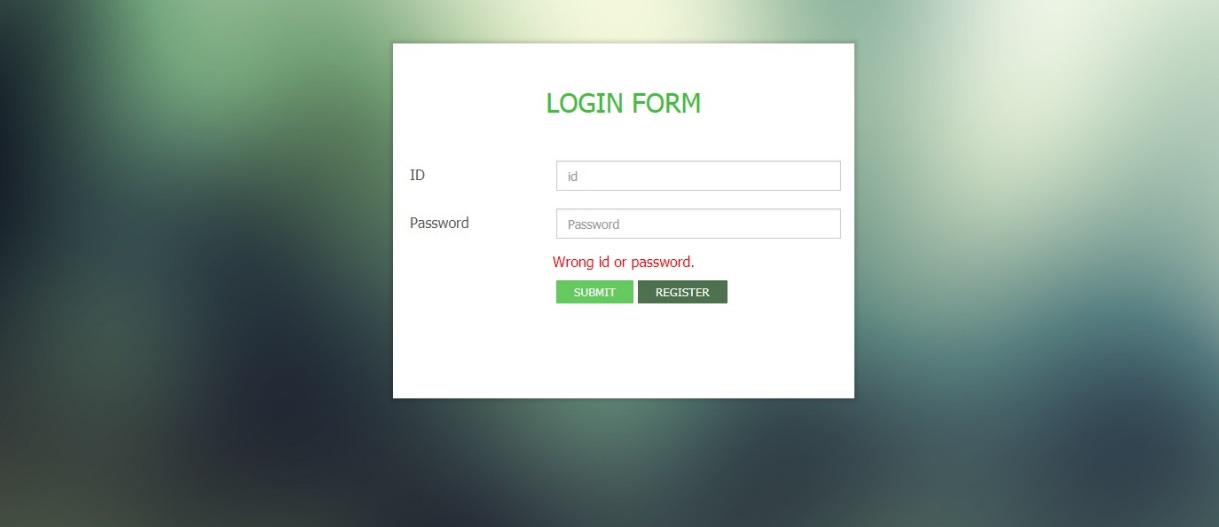 LOGIN FORM
ID id
Password Password
Wrong id or password.
SUBMIT REGISTER